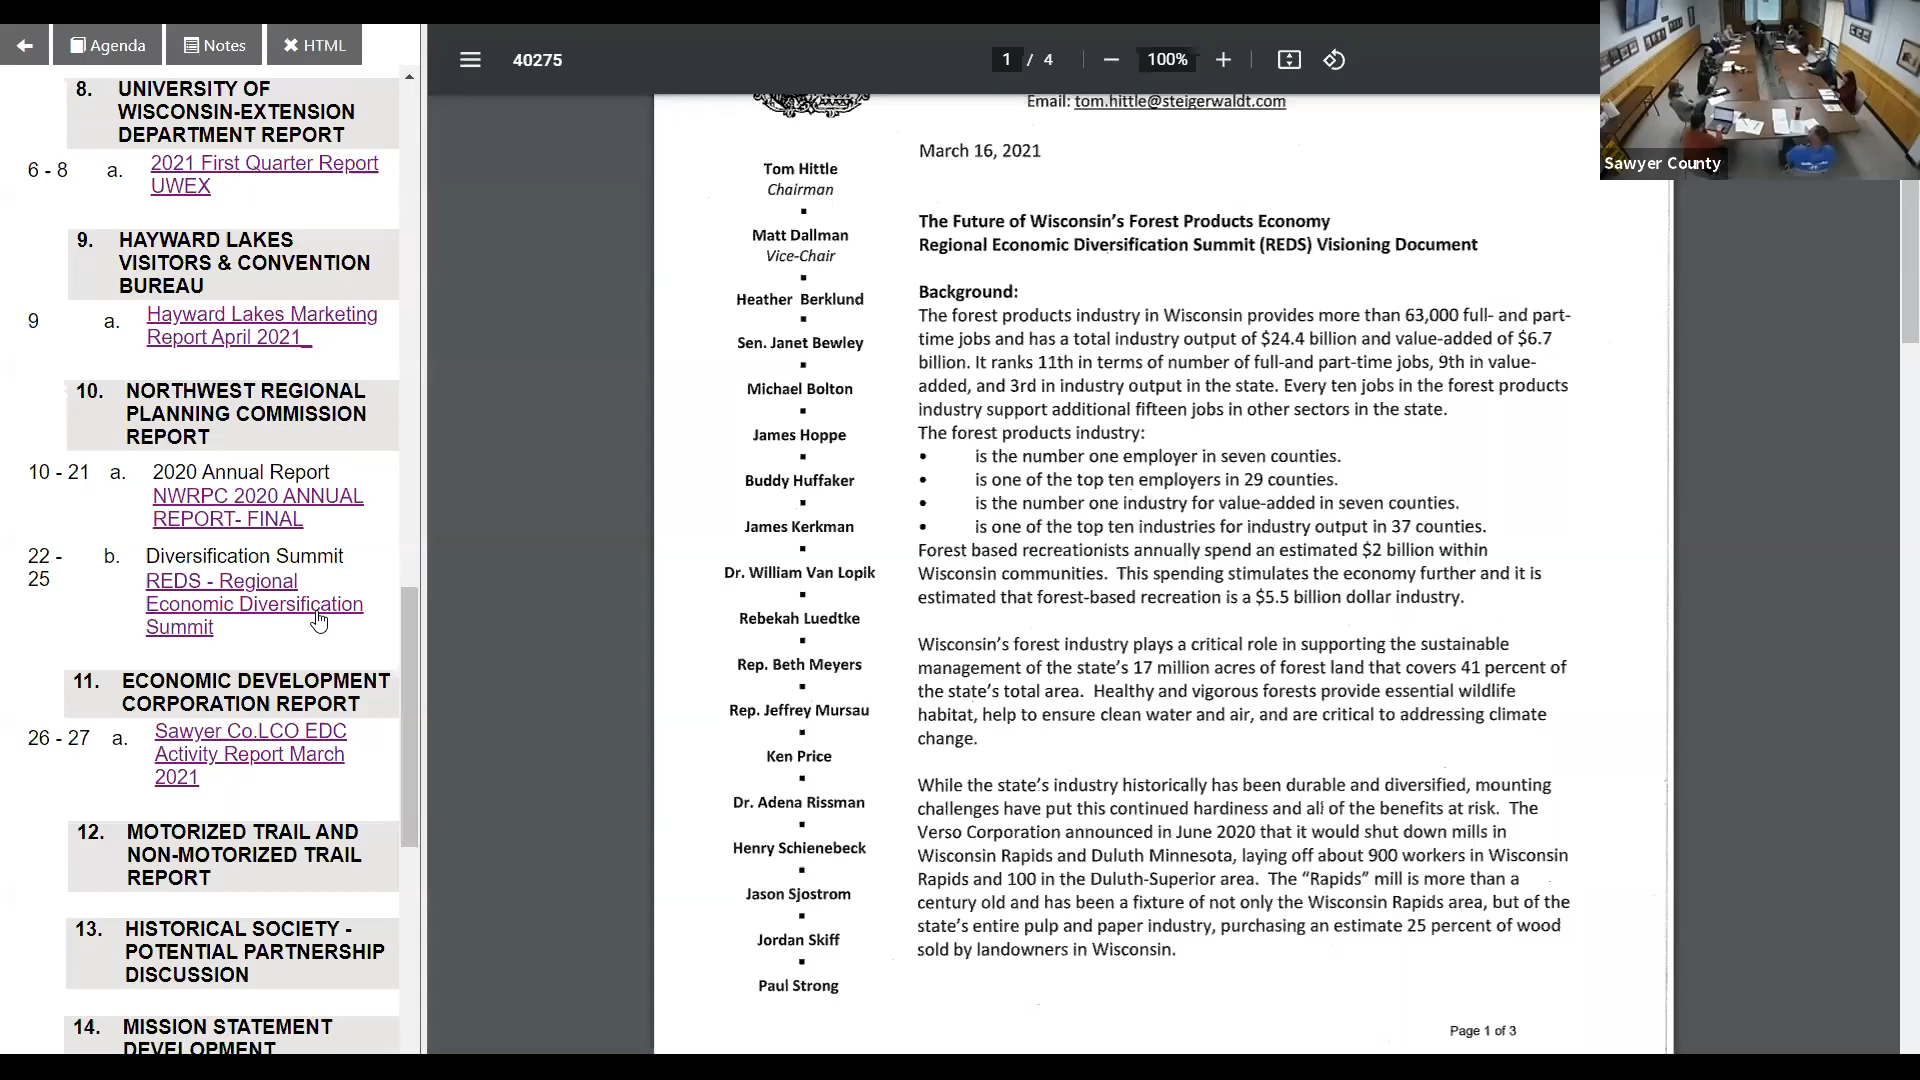 Agenda
Notes
HTML
8. UNIVERSITY OF
WISCONSIN-EXTENSION
DEPARTMENT REPORT
6 - 8 a. 2021 First Quarter Report
UWEX
9. HAYWARD LAKES
VISITORS & CONVENTION
BUREAU
9 a. Hayward Lakes Marketing
Report April 2021_
10. NORTHWEST REGIONAL
PLANNING COMMISSION
REPORT
10 - 21 a. 2020 Annual Report
NWRPC 2020 ANNUAL
REPORT- FINAL
22 - 25 b. Diversification Summit
REDS - Regional
Economic Diversification
Summit
11. ECONOMIC DEVELOPMENT
CORPORATION REPORT
26 - 27 a. Sawyer Co.LCO EDC
Activity Report March
2021
12. MOTORIZED TRAIL AND
NON-MOTORIZED TRAIL
REPORT
13. HISTORICAL SOCIETY -
POTENTIAL PARTNERSHIP
DISCUSSION
14. MISSION STATEMENT
DEVELOPMENT
40275
1 / 4
100%
Sawyer County
Email: tom.hittle@steigerwaldt.com
Tom Hittle
Chairman
Matt Dallman
Vice-Chair
Heather Berklund
Sen. Janet Bewley
Michael Bolton
James Hoppe
Buddy Huffaker
James Kerkman
Dr. William Van Lopik
Rebekah Luedtke
Rep. Beth Meyers
Rep. Jeffrey Mursau
Ken Price
Dr. Adena Rissman
Henry Schienebeck
Jason Sjostrom
Jordan Skiff
Paul Strong
March 16, 2021
The Future of Wisconsin's Forest Products Economy
Regional Economic Diversification Summit (REDS) Visioning Document
Background:
The forest products industry in Wisconsin provides more than 63,000 full- and part-
time jobs and has a total industry output of $24.4 billion and value-added of $6.7
billion. It ranks 11th in terms of number of full-and part-time jobs, 9th in value-
added, and 3rd in industry output in the state. Every ten jobs in the forest products
industry support additional fifteen jobs in other sectors in the state.
The forest products industry:
• is the number one employer in seven counties.
• is one of the top ten employers in 29 counties.
• is the number one industry for value-added in seven counties.
• is one of the top ten industries for industry output in 37 counties.
Forest based recreationists annually spend an estimated $2 billion within
Wisconsin communities. This spending stimulates the economy further and it is
estimated that forest-based recreation is a $5.5 billion dollar industry.
Wisconsin's forest industry plays a critical role in supporting the sustainable
management of the state's 17 million acres of forest land that covers 41 percent of
the state's total area. Healthy and vigorous forests provide essential wildlife
habitat, help to ensure clean water and air, and are critical to addressing climate
change.
While the state's industry historically has been durable and diversified, mounting
challenges have put this continued hardiness and all of the benefits at risk. The
Verso Corporation announced in June 2020 that it would shut down mills in
Wisconsin Rapids and Duluth Minnesota, laying off about 900 workers in Wisconsin
Rapids and 100 in the Duluth-Superior area. The "Rapids" mill is more than a
century old and has been a fixture of not only the Wisconsin Rapids area, but of the
state's entire pulp and paper industry, purchasing an estimate 25 percent of wood
sold by landowners in Wisconsin.
Page 1 of 3